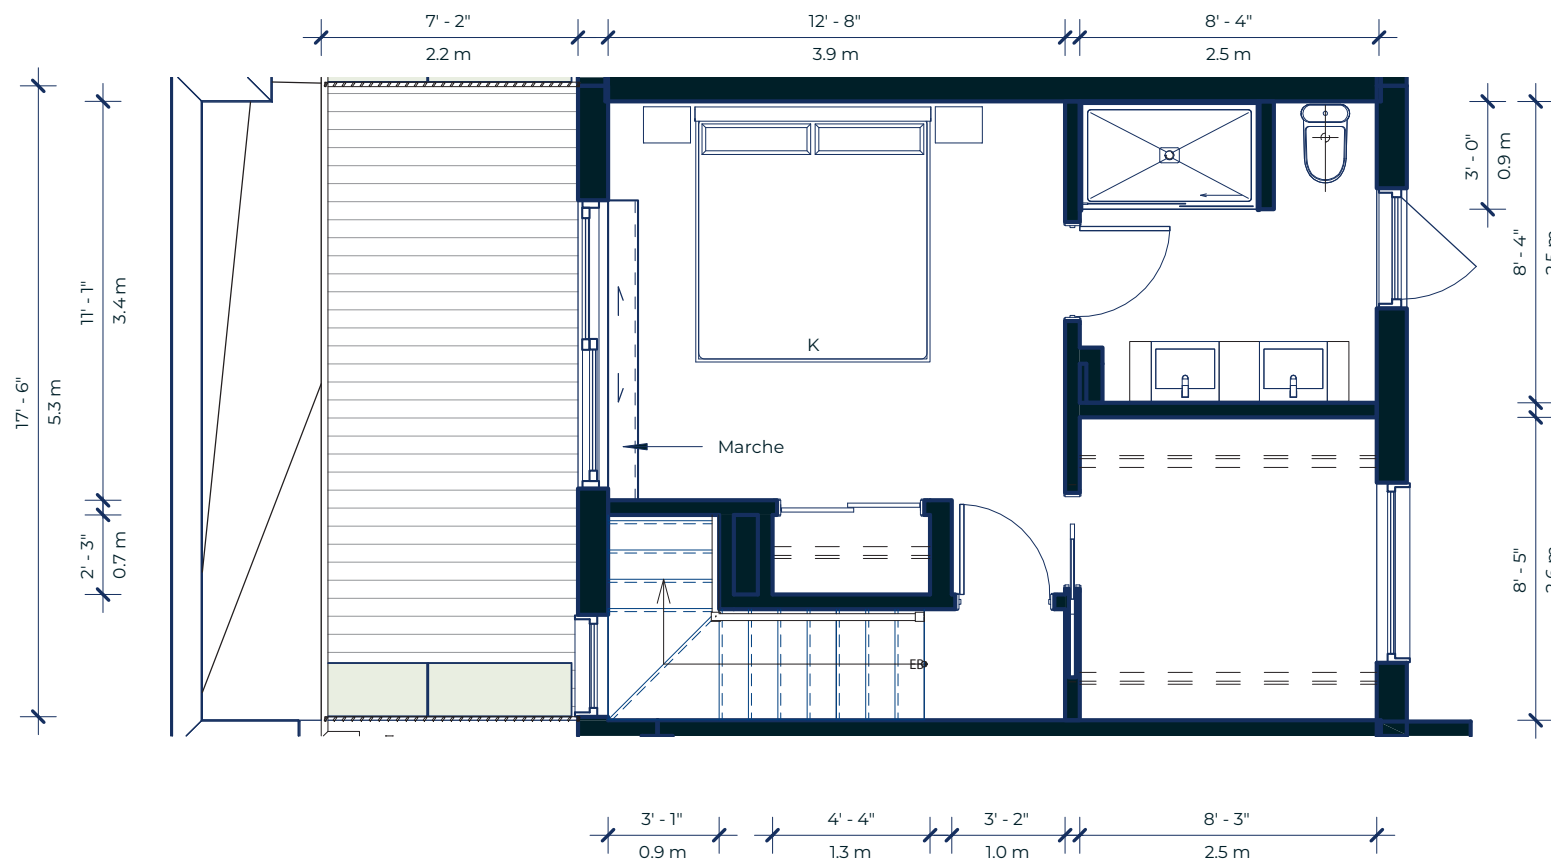 7' - 2"
12' - 8"
8' - 4"
2.2 m
3.9 m
2.5 m
3' - 0"
0.9 m
11' - 1"
3.4 m
8' - 4"
K
17' - 6"
5.3 m
Marche
2' - 3"
0.7 m
8' - 5"
EB
3' - 1"
4' - 4"
3' - 2"
8' - 3"
0.9 m
1.3 m
1.0 m
2.5 m